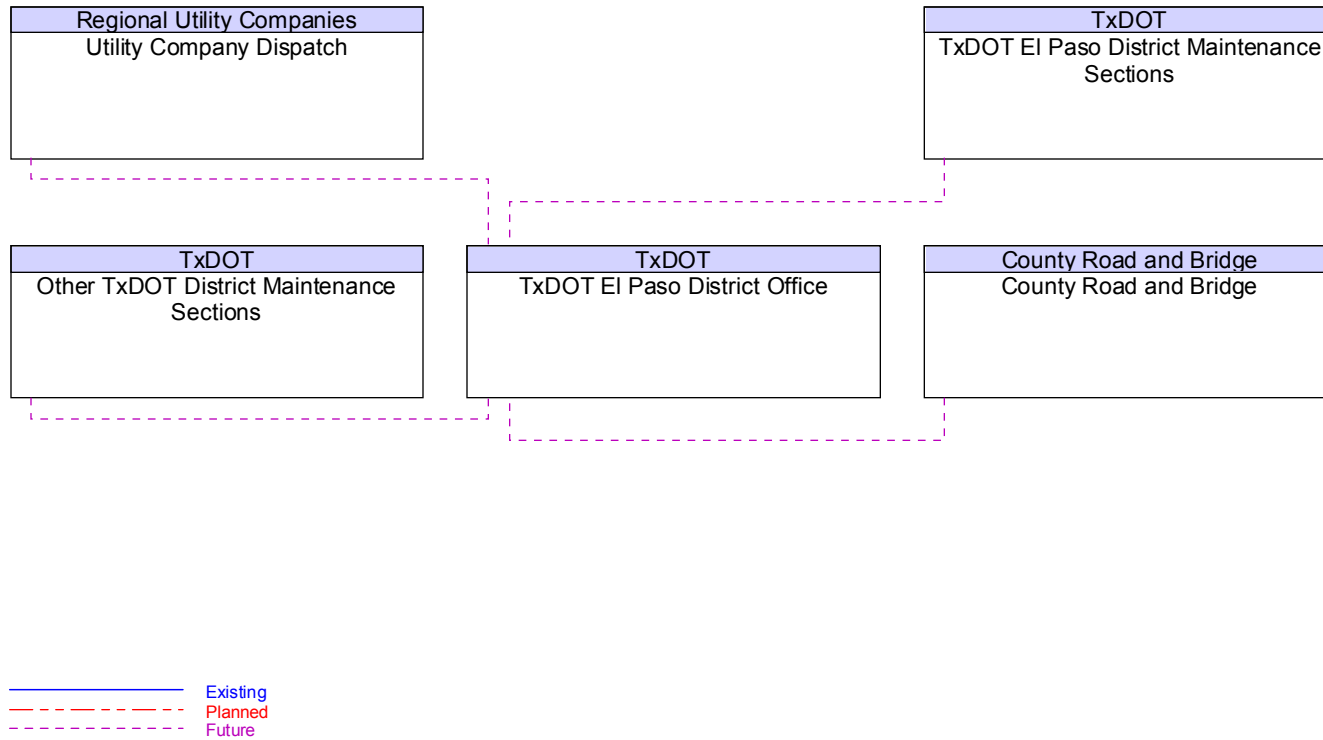 Regional Utility Companies
Utility Company Dispatch
TxDOT
TxDOT El Paso District Maintenance
Sections
TxDOT
Other TxDOT District Maintenance
Sections
TxDOT
TxDOT El Paso District Office
County Road and Bridge
County Road and Bridge
Existing
Planned
Future